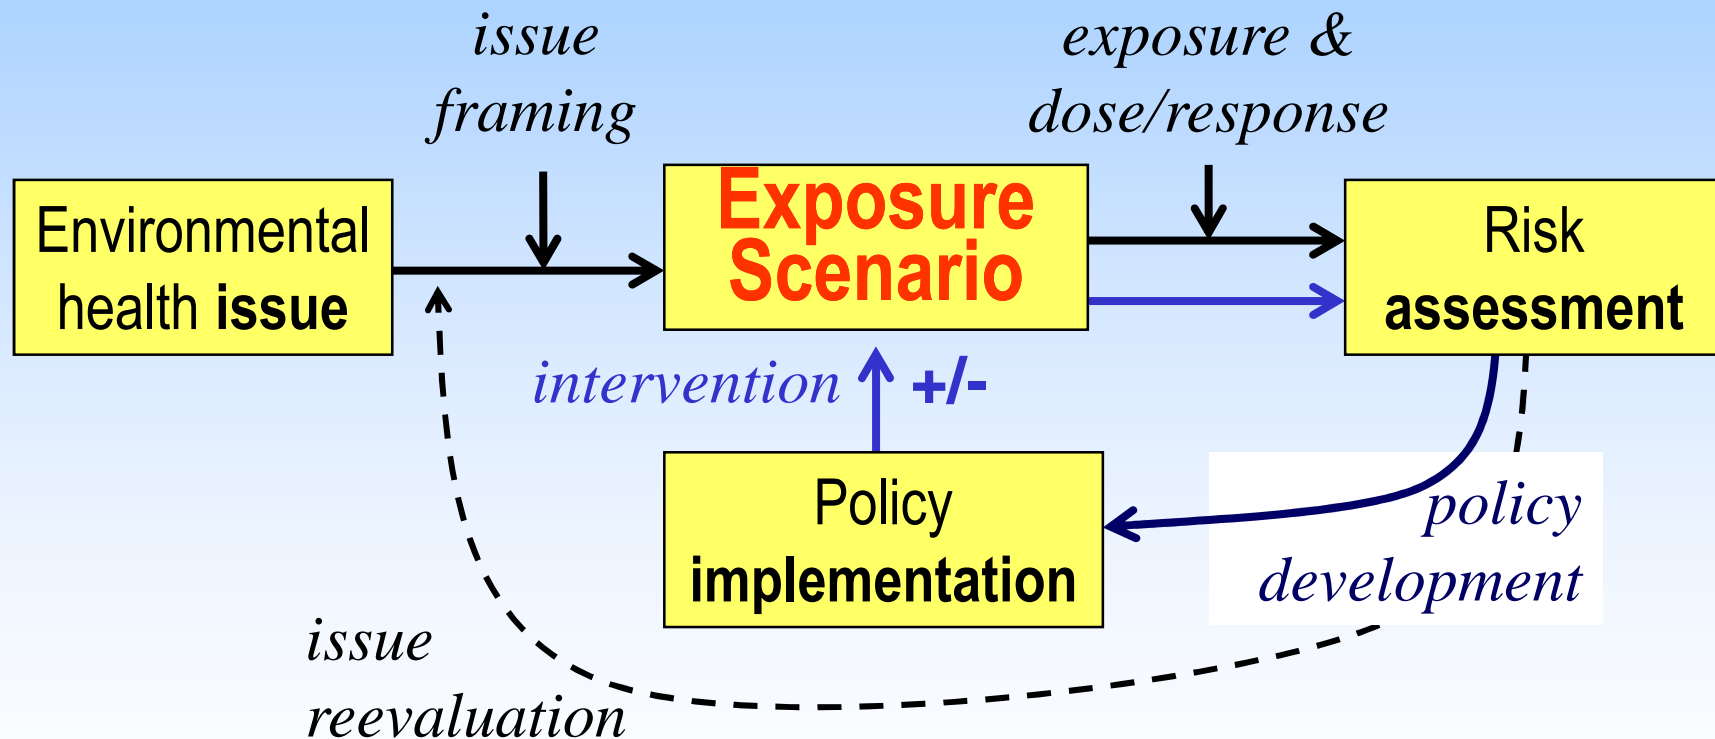 issue
framing
exposure &
dose/response
Environmental
health issue
Exposure
Scenario
Risk
assessment
intervention +/-
Policy
implementation
policy
development
issue
reevaluation